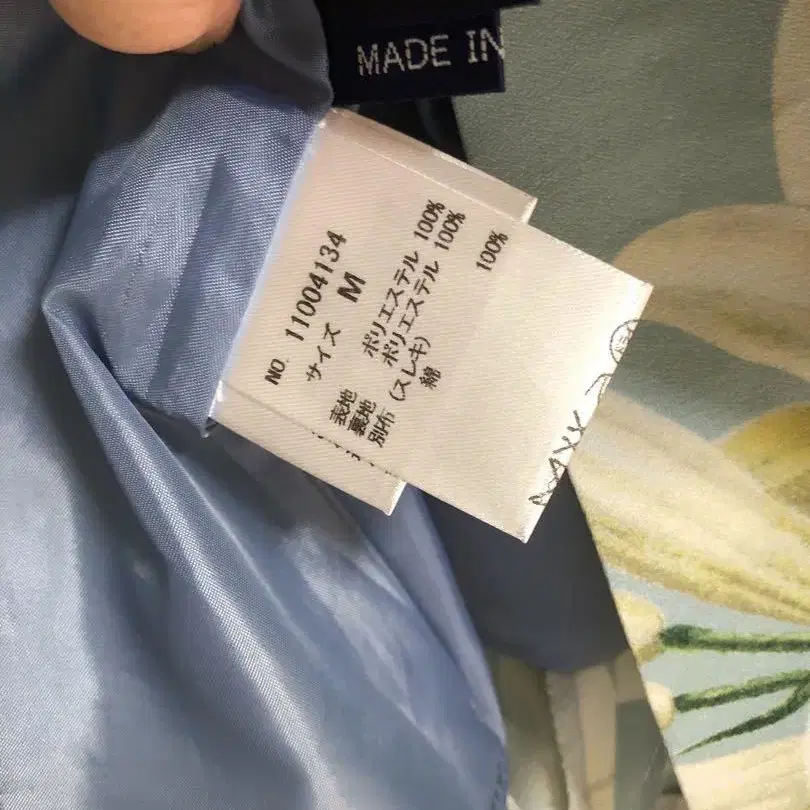 MADE IN
NO. 11004134
サイズ M
表地 ポリエステル 100%
裏地 ポリエステル 100%
別布 (スレキ)
綿 100%